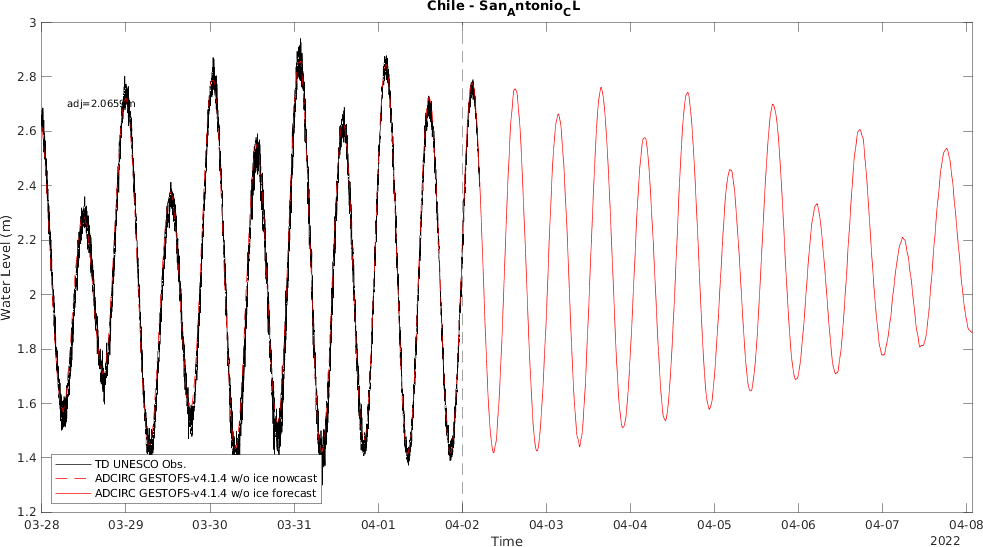 Chile - San_Antonio_CL
3
2.8
2.6
2.4
2.2
2
1.8
1.6
1.4
1.2
Water Level (m)
adj=2.0659m
TD UNESCO Obs.
ADCIRC GESTOFS-v4.1.4 w/o ice nowcast
ADCIRC GESTOFS-v4.1.4 w/o ice forecast
03-28 03-29 03-30 03-31 04-01 04-02 04-03 04-04 04-05 04-06 04-07 04-08
Time
2022